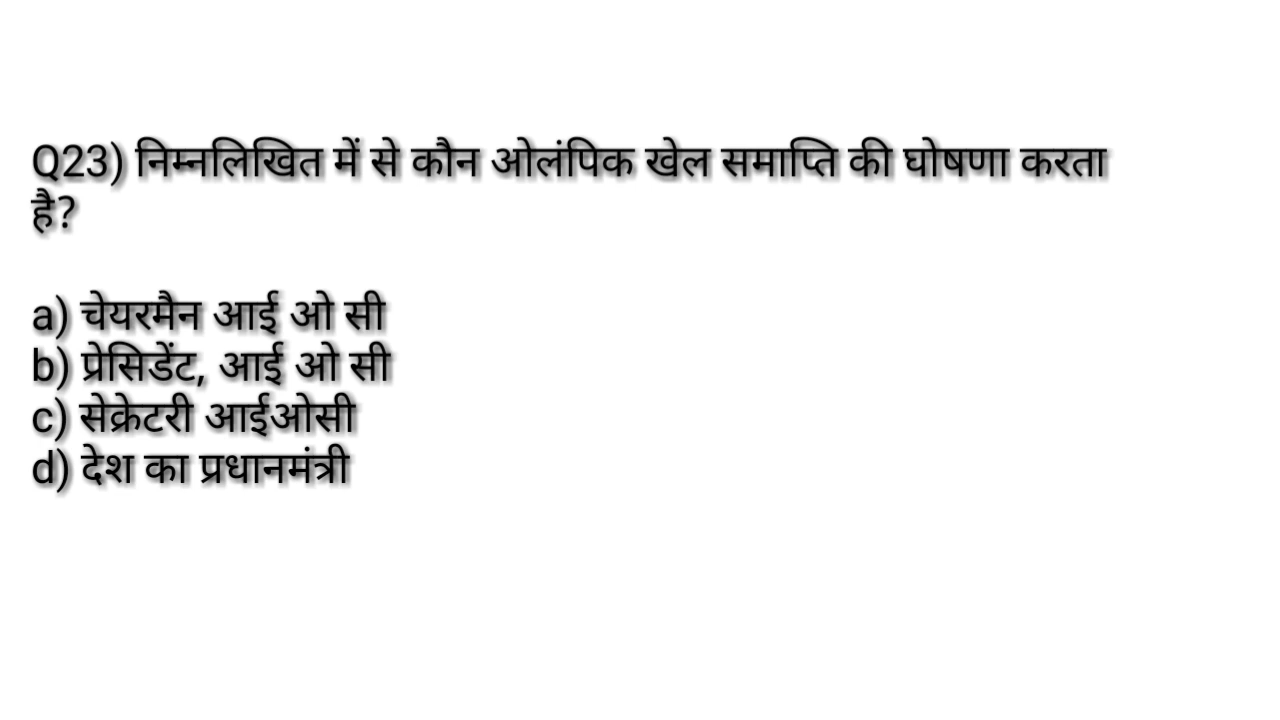 Q23) निम्नलिखित में से कौन ओलंपिक खेल समाप्ति की घोषणा करता
है?
a) चेयरमैन आई ओ सी
b) प्रेसिडेंट, आई ओ सी
c) सेक्रेटरी आईओसी
d) देश का प्रधानमंत्री